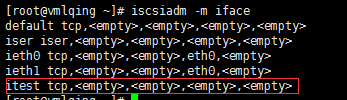 [root@vmlqing ~]# iscsiadm -m iface
default tcp,<empty>,<empty>,<empty>,<empty>
iser iser,<empty>,<empty>,<empty>,<empty>
ieth0 tcp,<empty>,<empty>,eth0,<empty>
ieth1 tcp,<empty>,<empty>,eth0,<empty>
itest tcp,<empty>,<empty>,<empty>,<empty>
[root@vmlqing ~]#